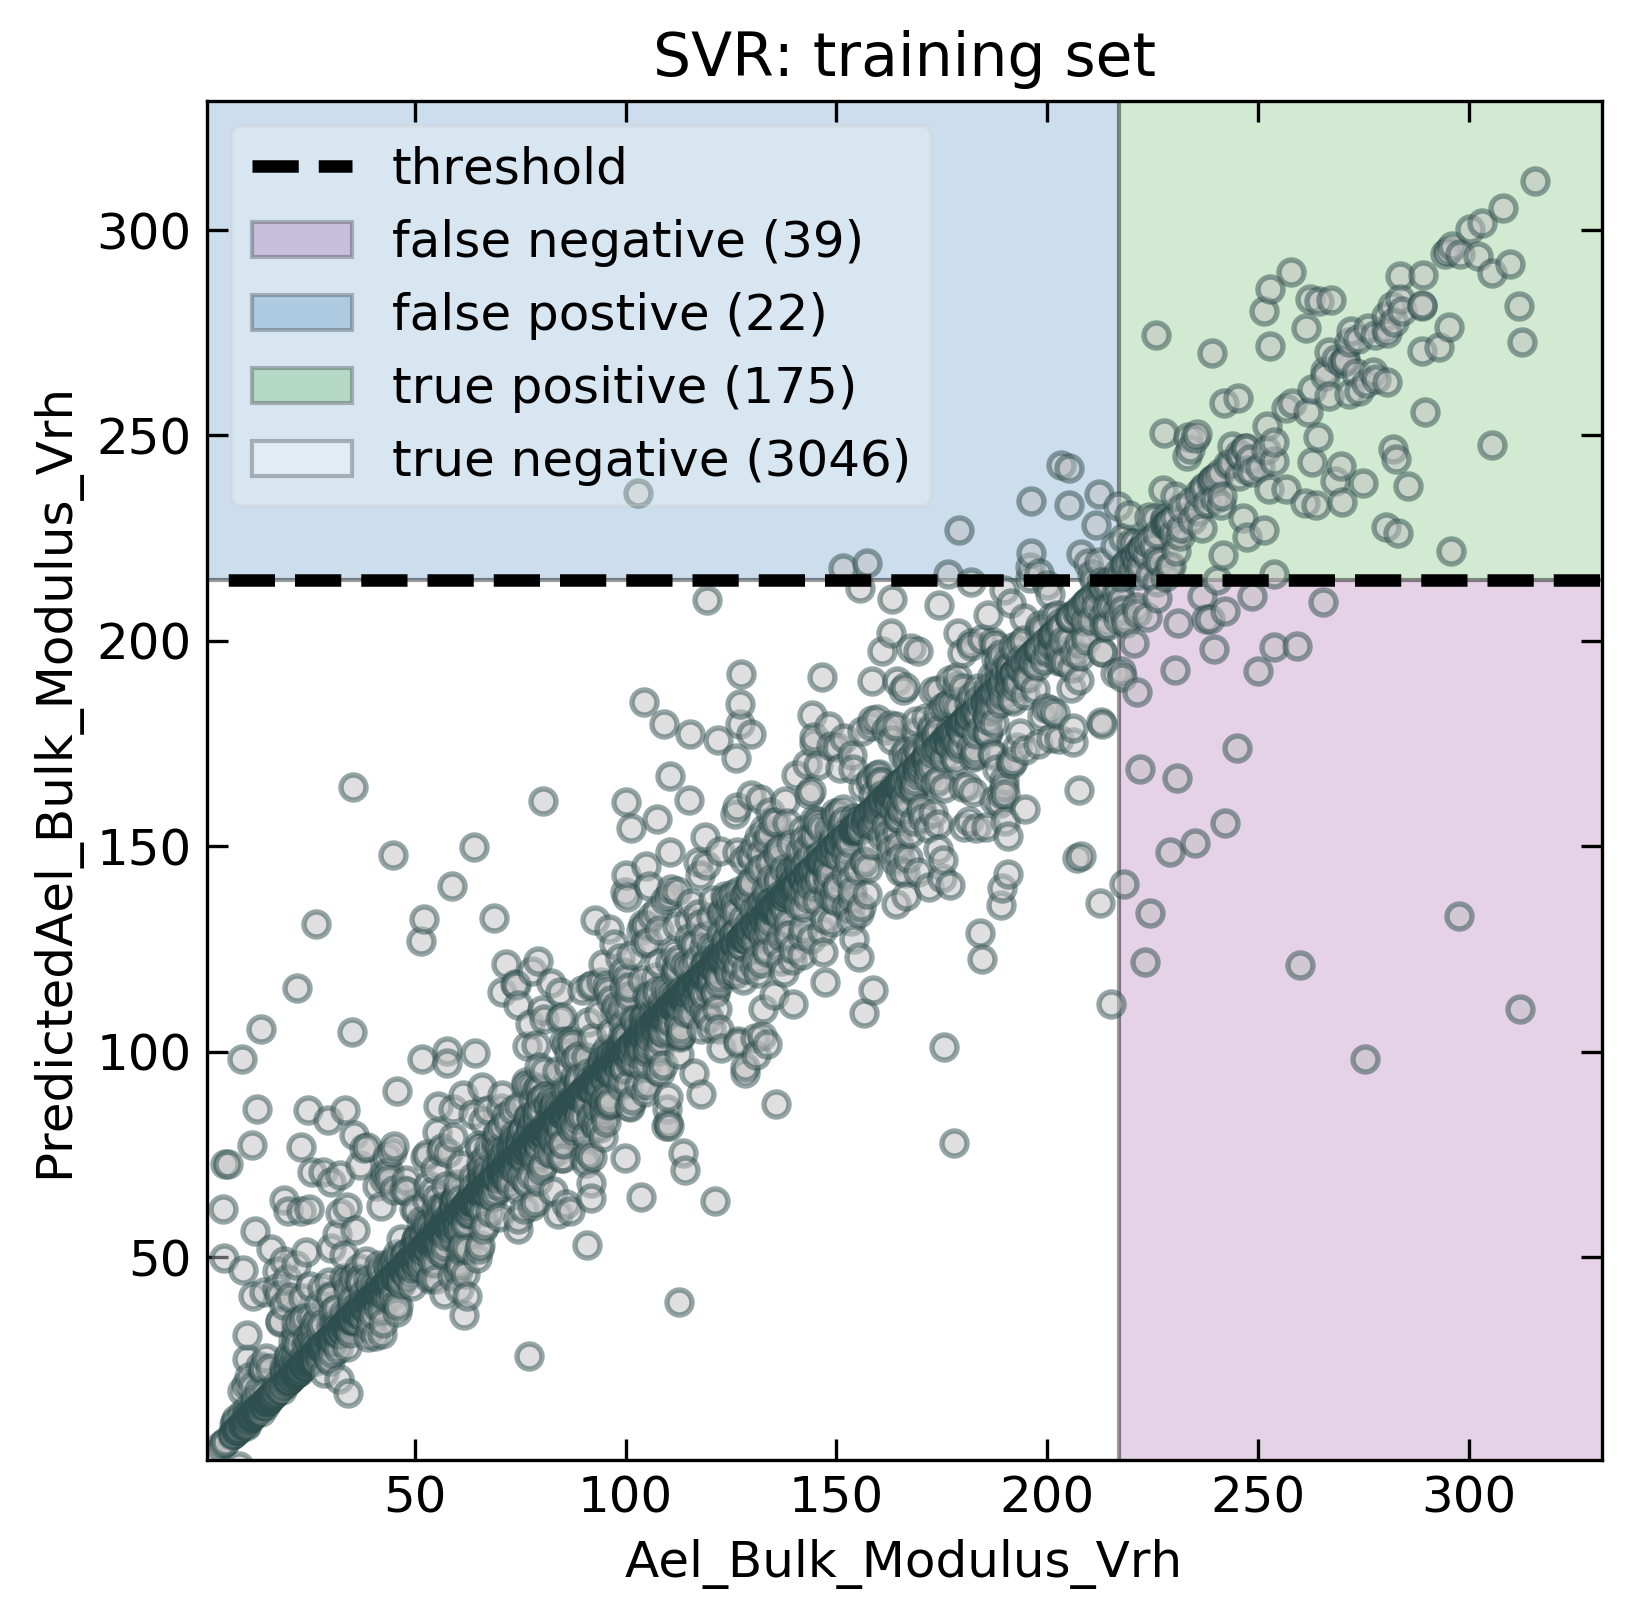 SVR: training set
threshold
false negative (39)
false postive (22)
true positive (175)
true negative (3046)
PredictedAel_Bulk_Modulus_Vrh
300
250
200
150
100
50
50 100 150 200 250 300
Ael_Bulk_Modulus_Vrh